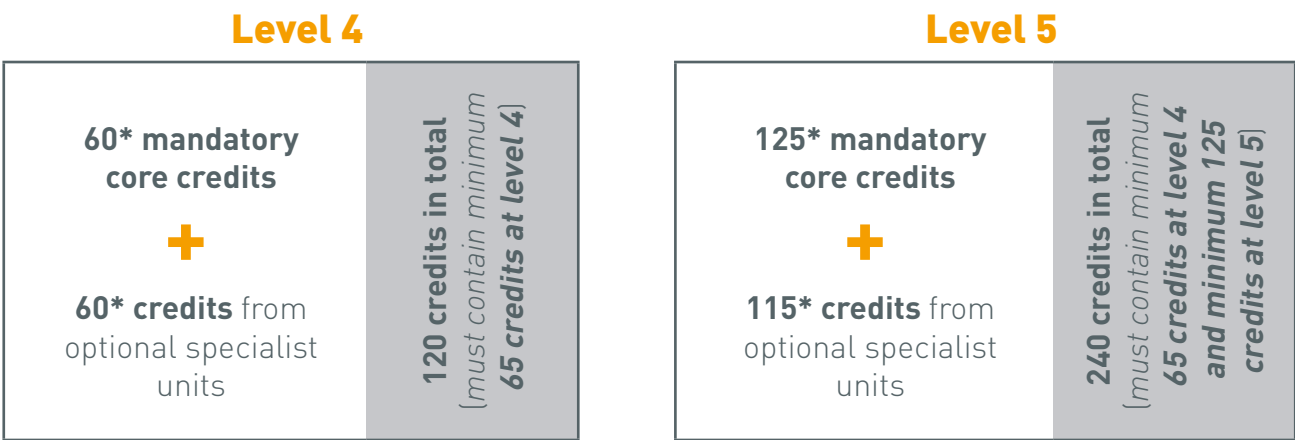 Level 4
60* mandatory
core credits
+
60* credits from
optional specialist
units
120 credits in total
(must contain minimum
65 credits at level 4)
Level 5
125* mandatory
core credits
+
115* credits from
optional specialist
units
240 credits in total
(must contain minimum
65 credits at level 4
and minimum 125
credits at level 5)